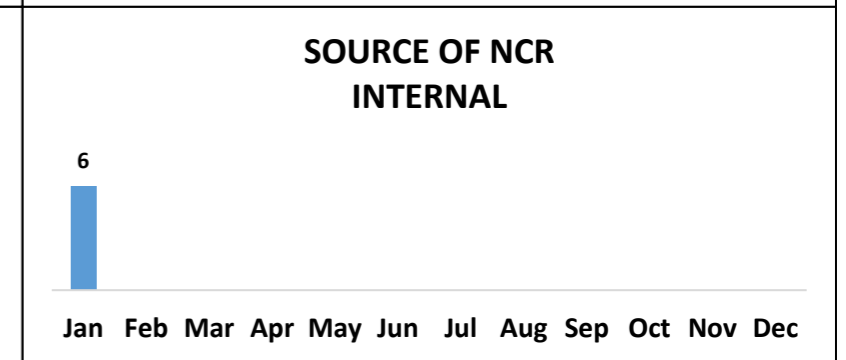 SOURCE OF NCR
INTERNAL
6
Jan Feb Mar Apr May Jun Jul Aug Sep Oct Nov Dec